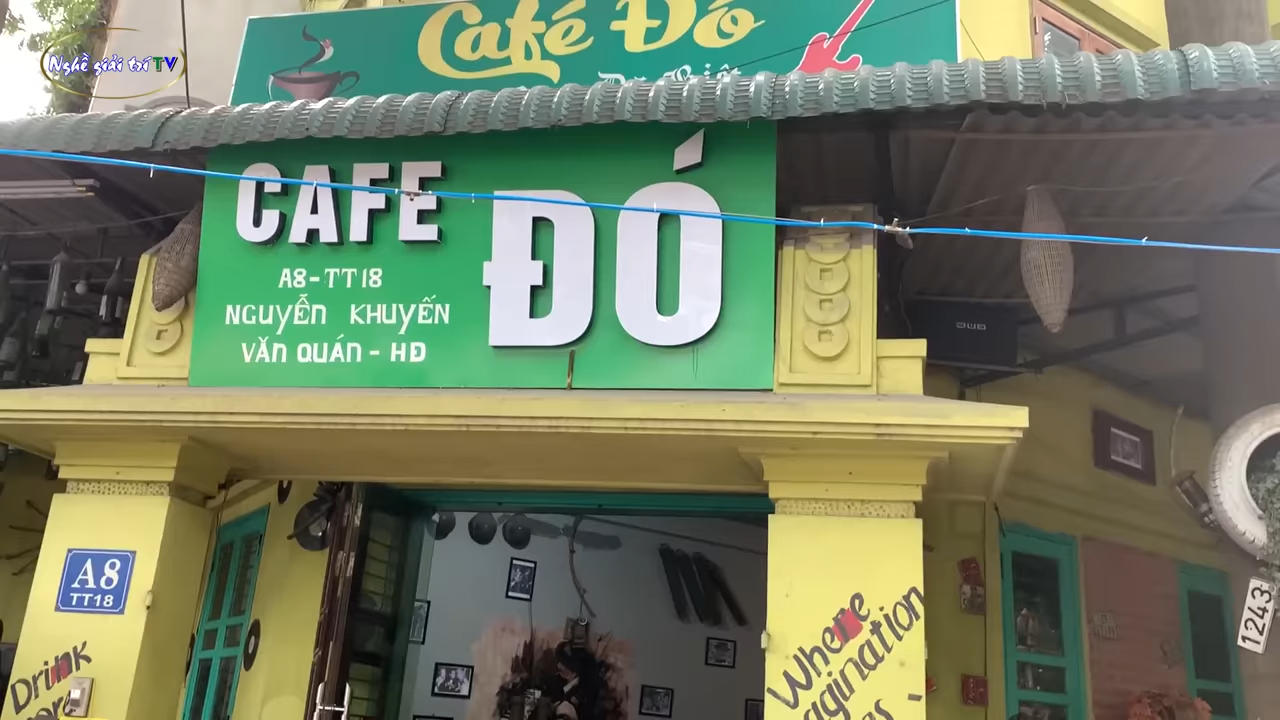 Nghề giải trí TV
Café Đó
CAFE ĐÓ
A8-TT18
NGUYỄN KHUYẾN
VĂN QUÁN - HĐ
A8
TT18
Drink
Where
1243